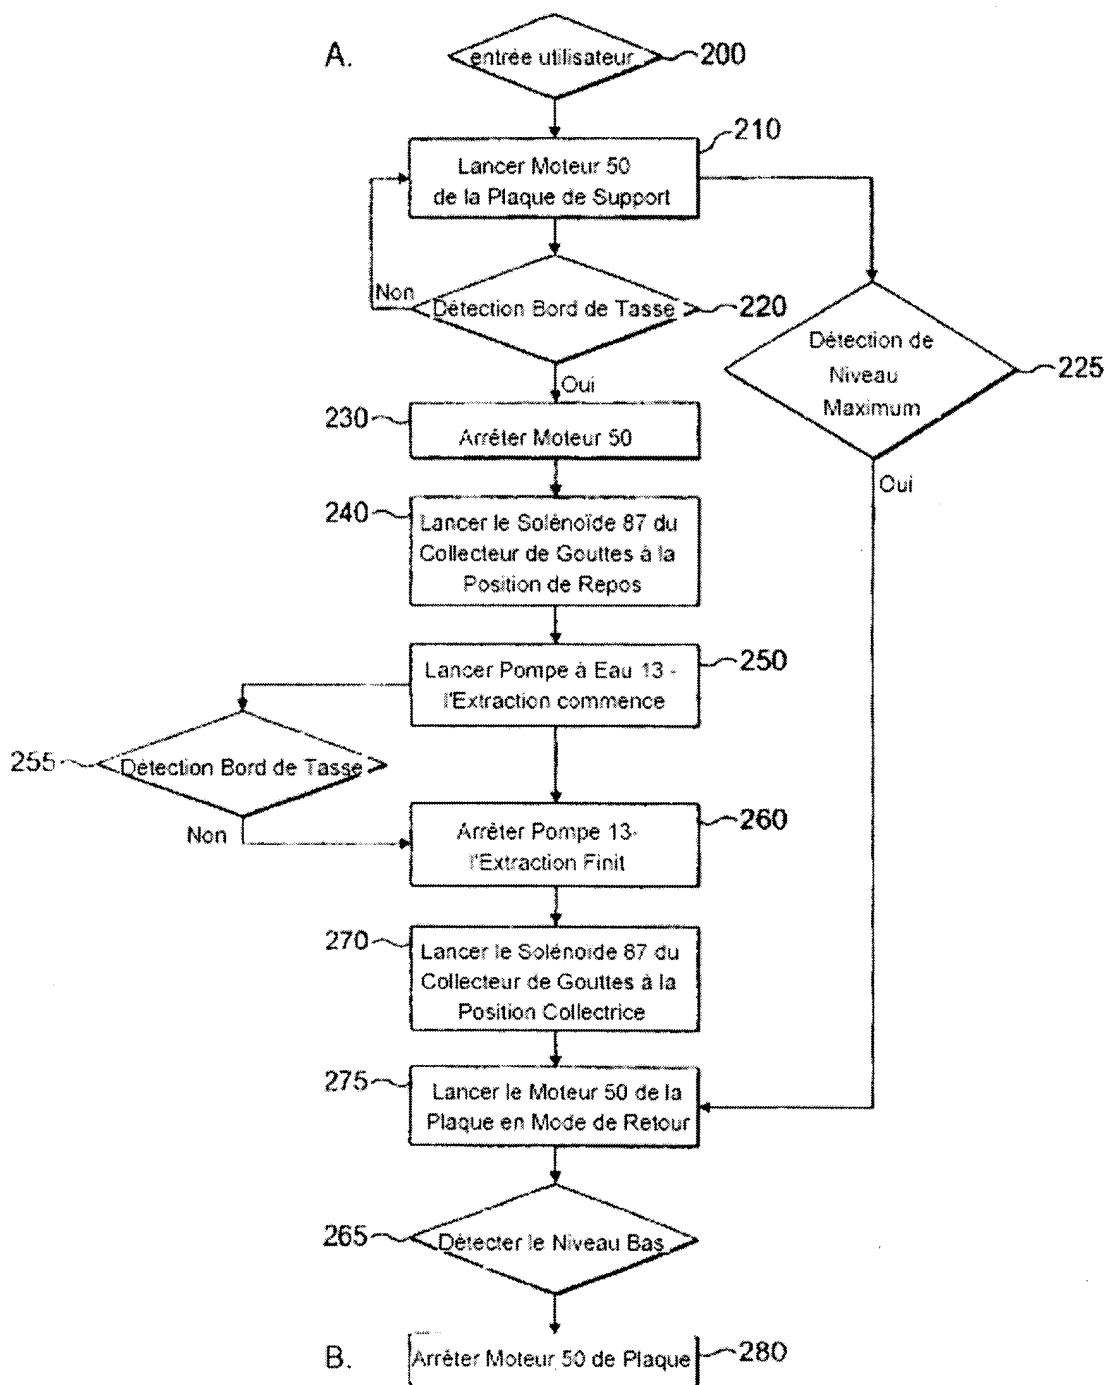 A.
entrée utilisateur
200
210
Lancer Moteur 50
de la Plaque de Support
Non
Détection Bord de Tasse
220
Détection de
Niveau
Maximum
225
Oui
230
Arrêter Moteur 50
Oui
240
Lancer le Solénoïde 87 du
Collecteur de Gouttes à la
Position de Repos
Lancer Pompe à Eau 13 -
l'Extraction commence
250
255
Détection Bord de Tasse
Non
Arrêter Pompe 13-
l'Extraction Finit
260
270
Lancer le Solénoïde 87 du
Collecteur de Gouttes à la
Position Collectrice
275
Lancer le Moteur 50 de la
Plaque en Mode de Retour
265
Détecter le Niveau Bas
B.
Arrêter Moteur 50 de Plaque
280